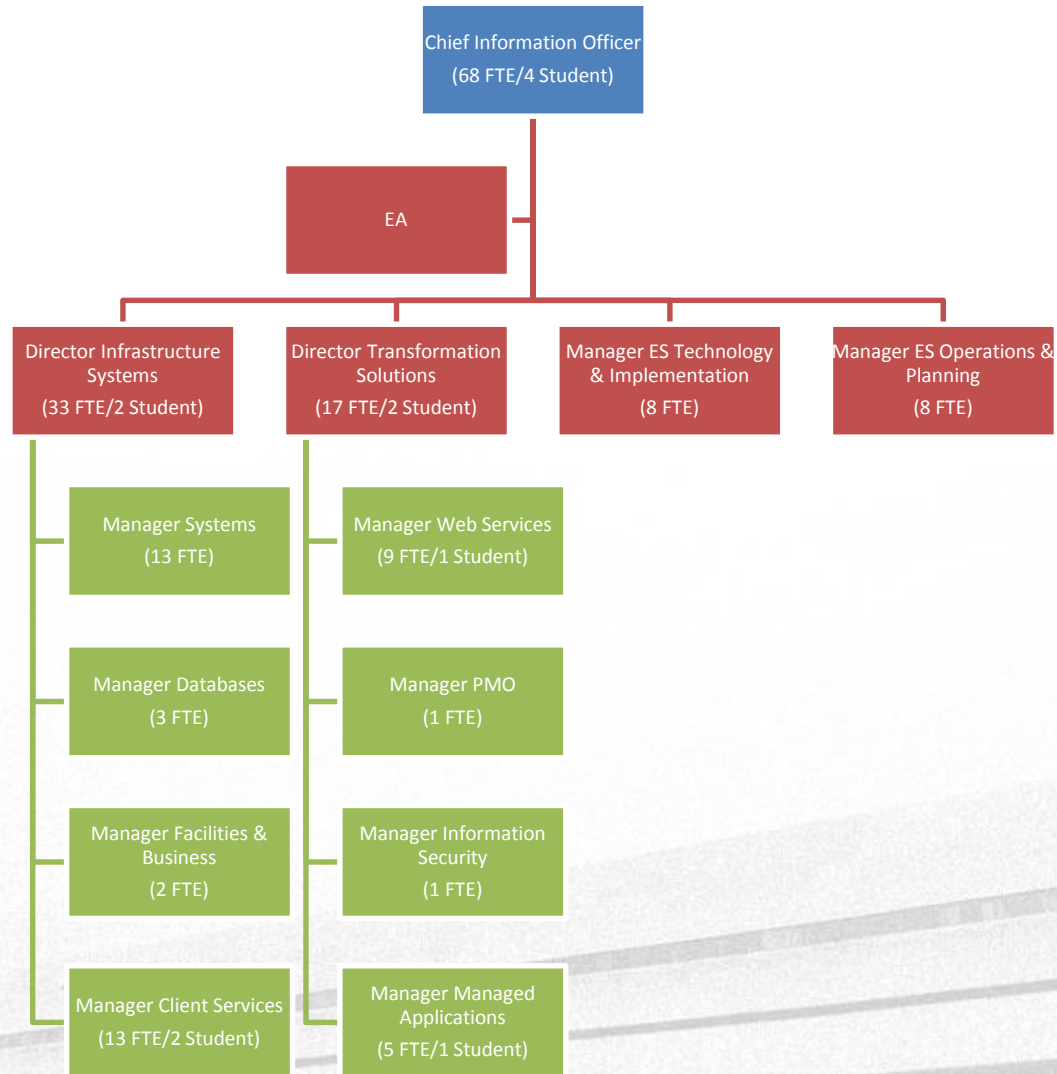 Chief Information Officer
(68 FTE/4 Student)
EA
Director Infrastructure
Systems
(33 FTE/2 Student)
Director Transformation
Solutions
(17 FTE/2 Student)
Manager ES Technology
& Implementation
(8 FTE)
Manager ES Operations &
Planning
(8 FTE)
Manager Systems
(13 FTE)
Manager Web Services
(9 FTE/1 Student)
Manager Databases
(3 FTE)
Manager PMO
(1 FTE)
Manager Facilities &
Business
(2 FTE)
Manager Information
Security
(1 FTE)
Manager Client Services
(13 FTE/2 Student)
Manager Managed
Applications
(5 FTE/1 Student)